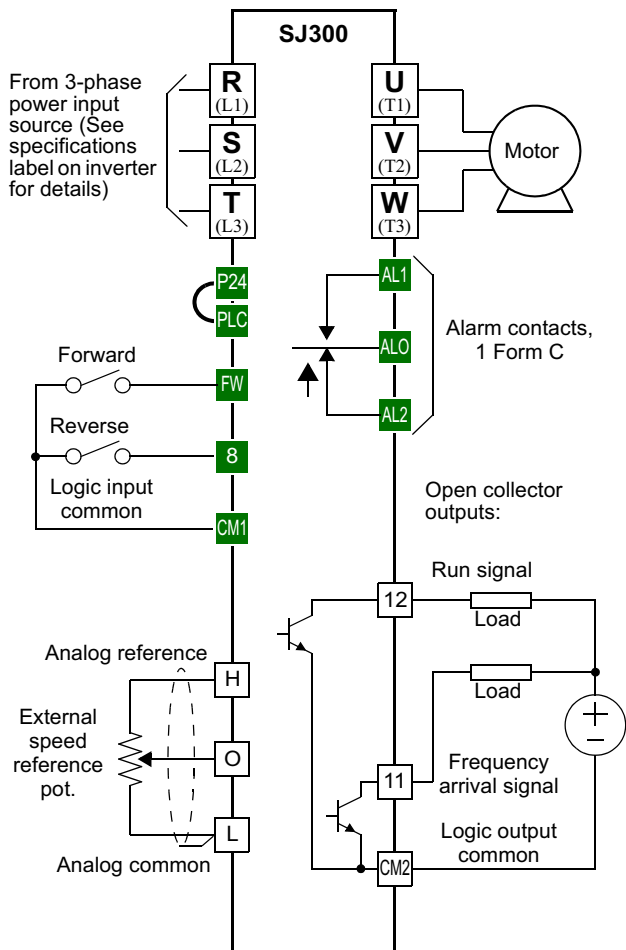 SJ300
From 3-phase
power input
source (See
specifications
label on inverter
for details)
R
(L1)
S
(L2)
T
(L3)
U
(T1)
V
(T2)
W
(T3)
Motor
P24
PLC
Forward
FW
Reverse
8
Logic input
common
CM1
AL1
AL0
AL2
Alarm contacts,
1 Form C
Open collector
outputs:
Run signal
12
Load
Load
+
–
11
Frequency
arrival signal
Logic output
common
CM2
Analog reference
H
External
speed
reference
pot.
O
L
Analog common